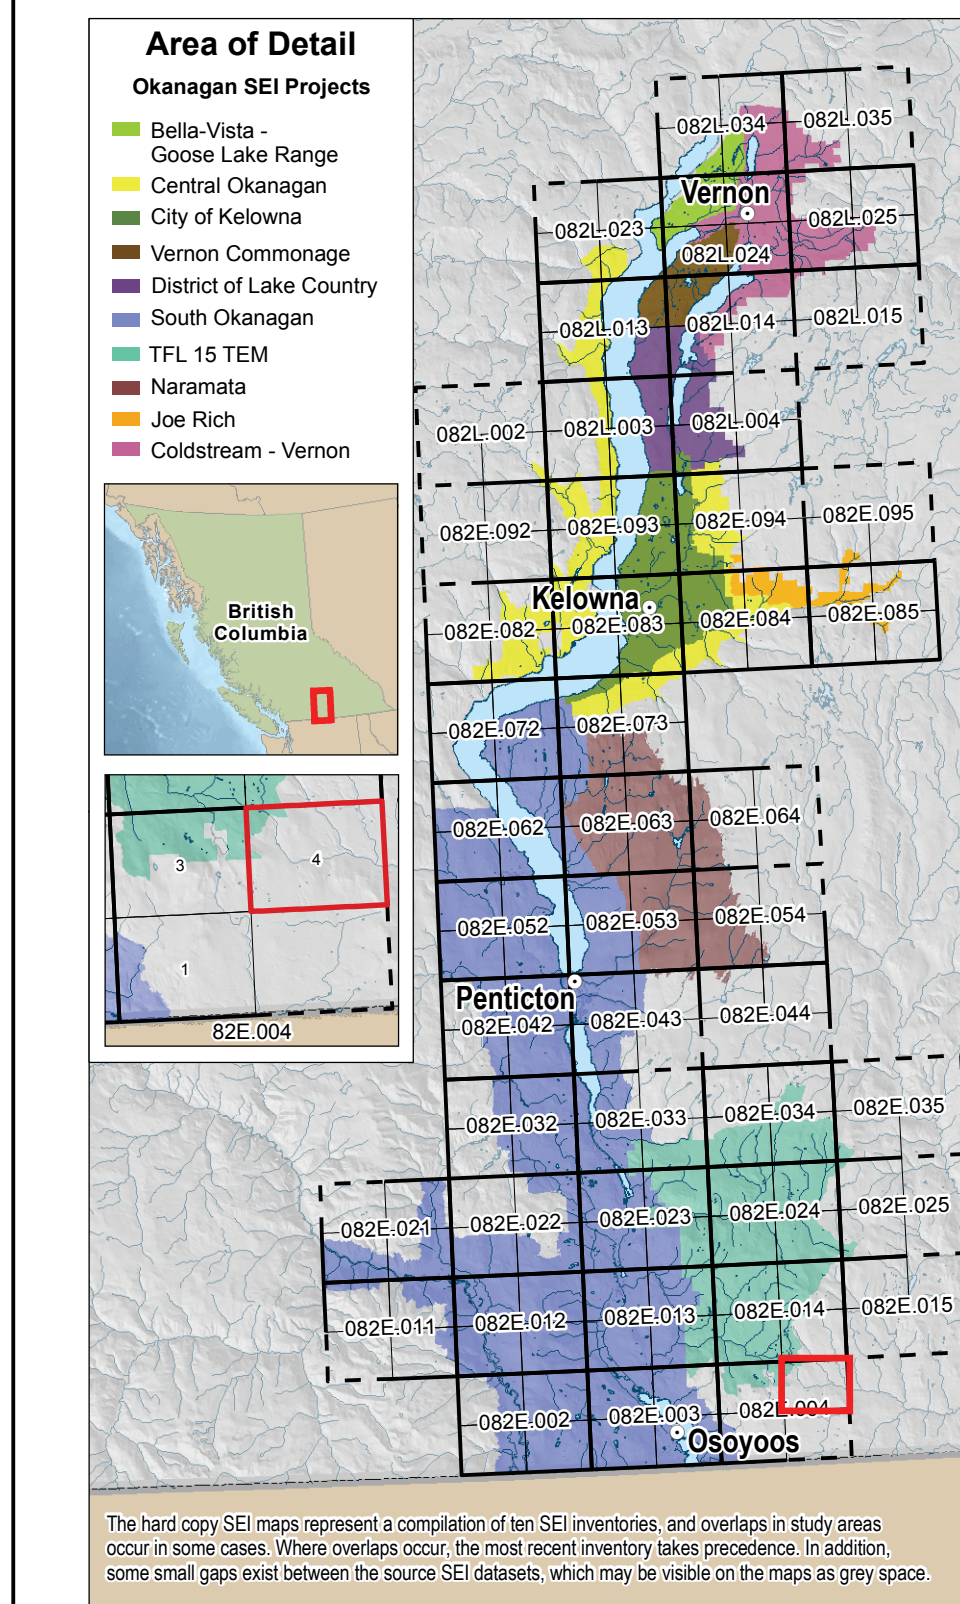 Area of Detail
Okanagan SEI Projects
Bella-Vista -
Goose Lake Range
Central Okanagan
City of Kelowna
Vernon Commonage
District of Lake Country
South Okanagan
TFL 15 TEM
Naramata
Joe Rich
Coldstream - Vernon
British
Columbia
3
4
1
82E.004
082L.034
082L.035
Vernon
082L.023
082L.025
082L.024
082L.013
082L.014
082L.015
082L.002
082L.003
082L.004
082E.092
082E.093
082E.094
082E.095
Kelowna
082E.082
082E.083
082E.084
082E.085
082E.072
082E.073
082E.062
082E.063
082E.064
082E.052
082E.053
082E.054
Penticton
082E.042
082E.043
082E.044
082E.032
082E.033
082E.034
082E.035
082E.021
082E.022
082E.023
082E.024
082E.025
082E.011
082E.012
082E.013
082E.014
082E.015
082E.002
082E.003
082E.004
Osoyoos
The hard copy SEI maps represent a compilation of ten SEI inventories, and overlaps in study areas
occur in some cases. Where overlaps occur, the most recent inventory takes precedence. In addition,
some small gaps exist between the source SEI datasets, which may be visible on the maps as grey space.